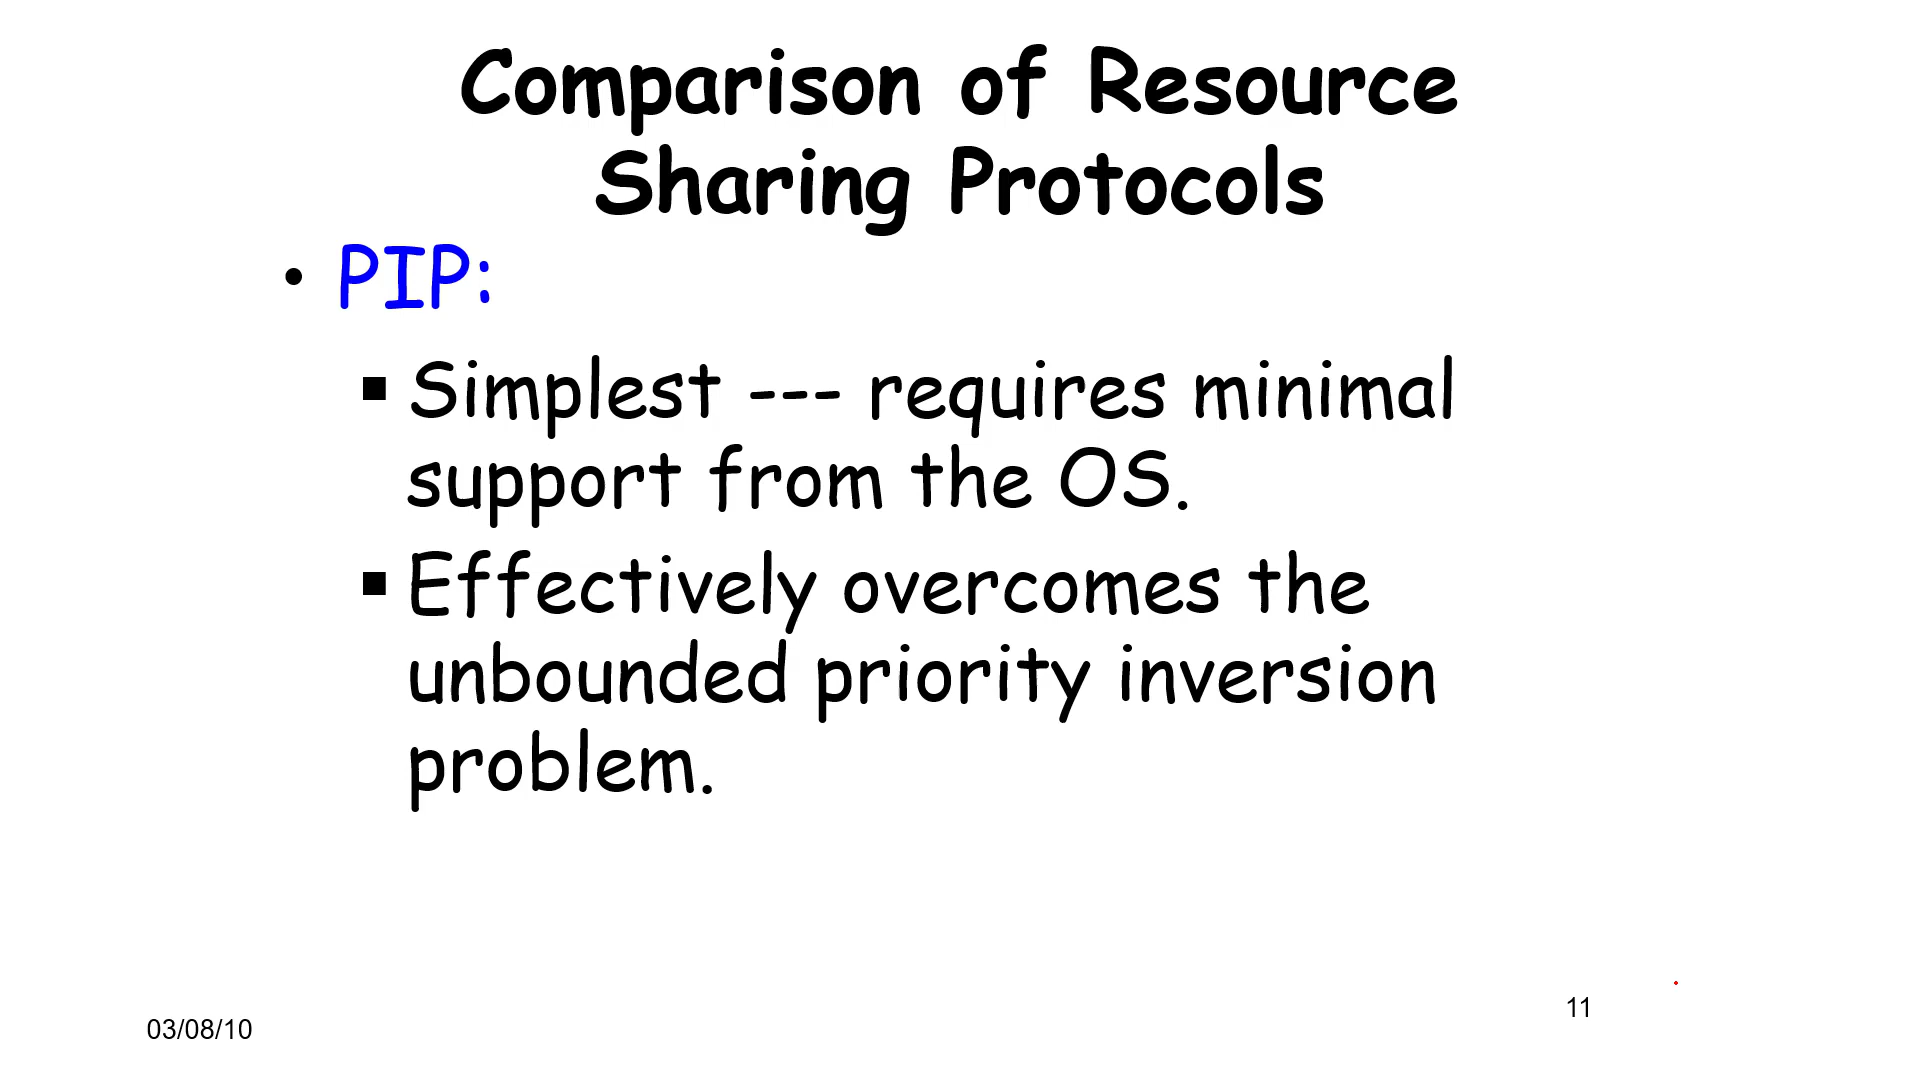 Comparison of Resource
Sharing Protocols
• PIP:
▪ Simplest --- requires minimal
support from the OS.
▪ Effectively overcomes the
unbounded priority inversion
problem.
11
03/08/10